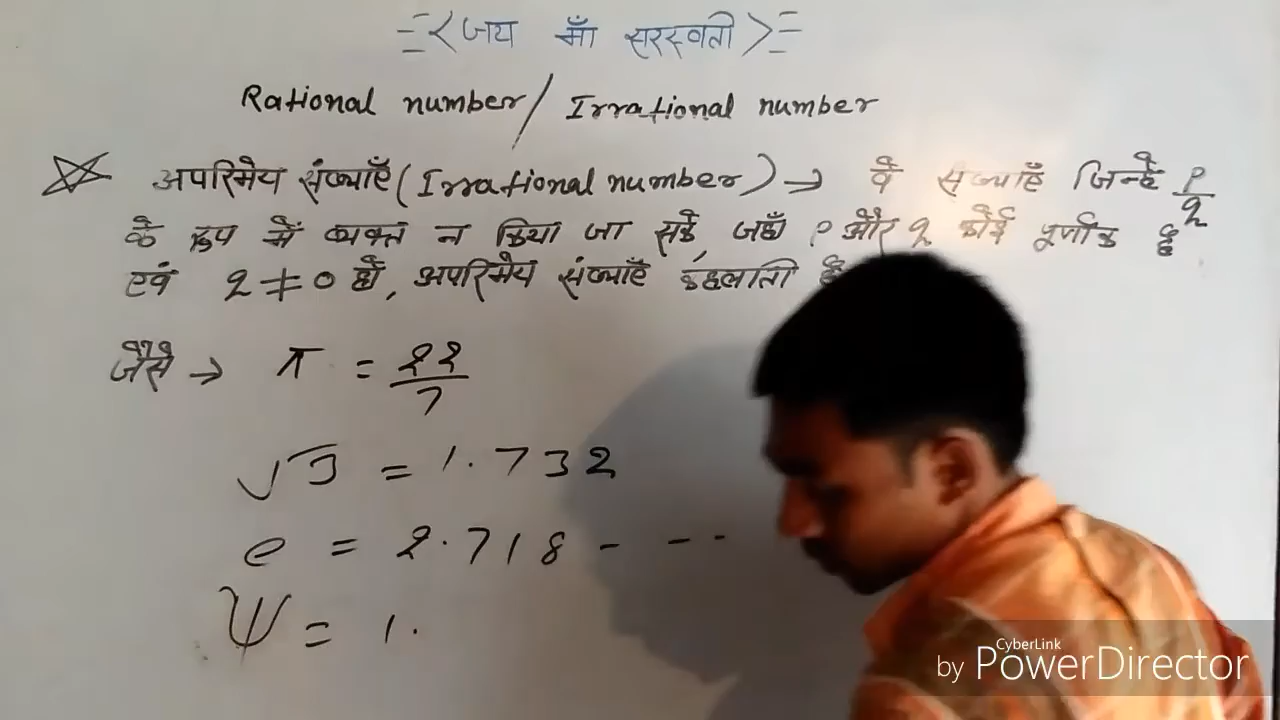 <जय माँ सरस्वती>
Rational number / Irrational number
अपरिमेय संख्याएँ (Irrational number) → वे संख्याएँ जिन्हें p/q
के रूप में व्यक्त न किया जा सके, जहाँ p और q कोई पूर्णांक हैं
एवं q ≠ 0 हो, अपरिमेय संख्याएँ कहलाती है
जैसे → π = 22/7
√3 = 1.732
e = 2.718 - - - -
Ψ = 1.
CyberLink
by PowerDirector